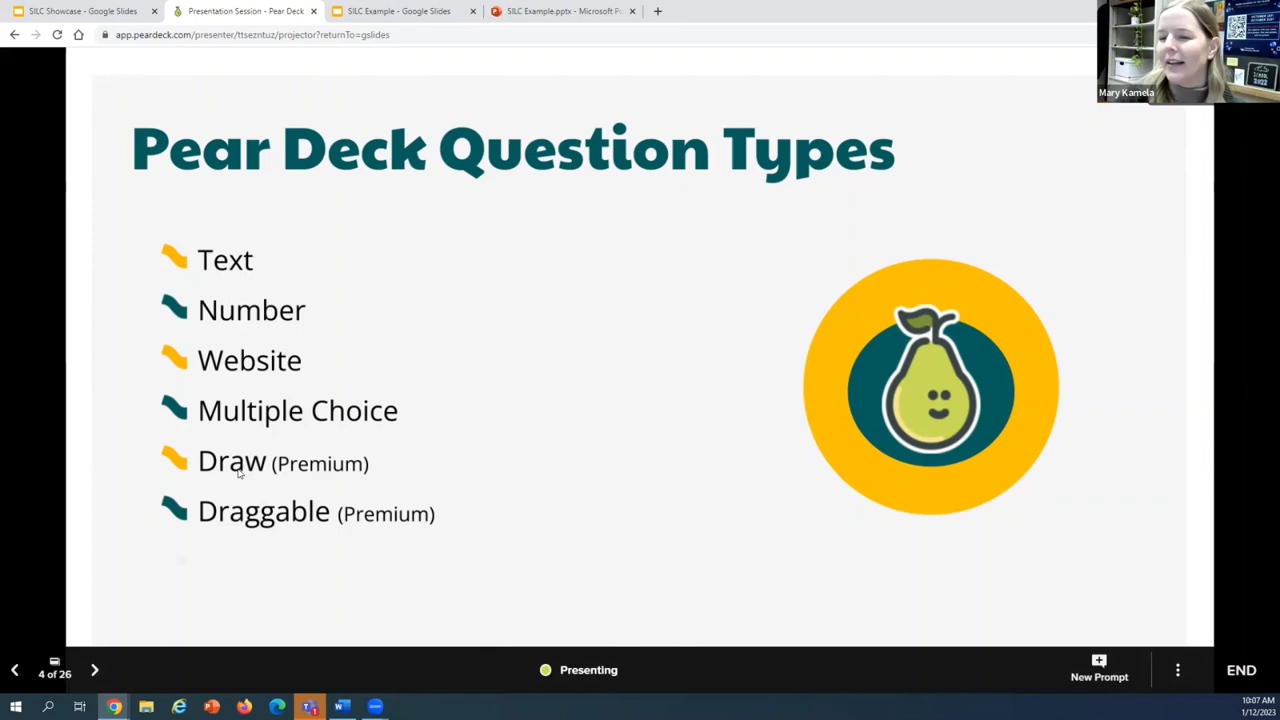 SILC Showcase - Google Slides
Presentation Session - Pear Deck
SILC Example - Google Slides
SILC Example.pptx - Microsoft Po
app.peardeck.com/presenter/ttsezntuz/projector?returnTo=gslides
Mary Kamela
Pear Deck Question Types
Text
Number
Website
Multiple Choice
Draw (Premium)
Draggable (Premium)
4 of 26
Presenting
New Prompt
END
10:07 AM
1/12/2023